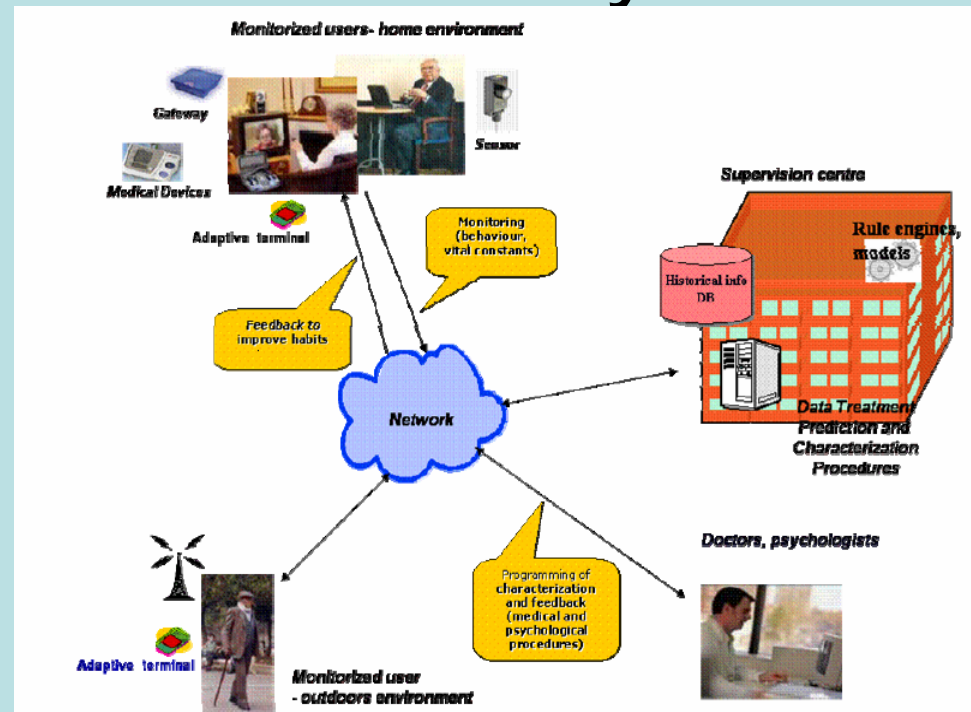 Monitorized users- home environment
Gateway
Sensor
Medical Devices
Adaptive terminal
Supervision centre
Rule engines,
models
Monitoring
(behaviour,
vital constants)
Historical info
DB
Feedback to
improve habits
Network
Data Treatment
Prediction and
Characterization
Procedures
Doctors, psychologists
Programming of
characterization
and feedback
(medical and
psychological
procedures)
Adaptive terminal
Monitorized user
- outdoors environment